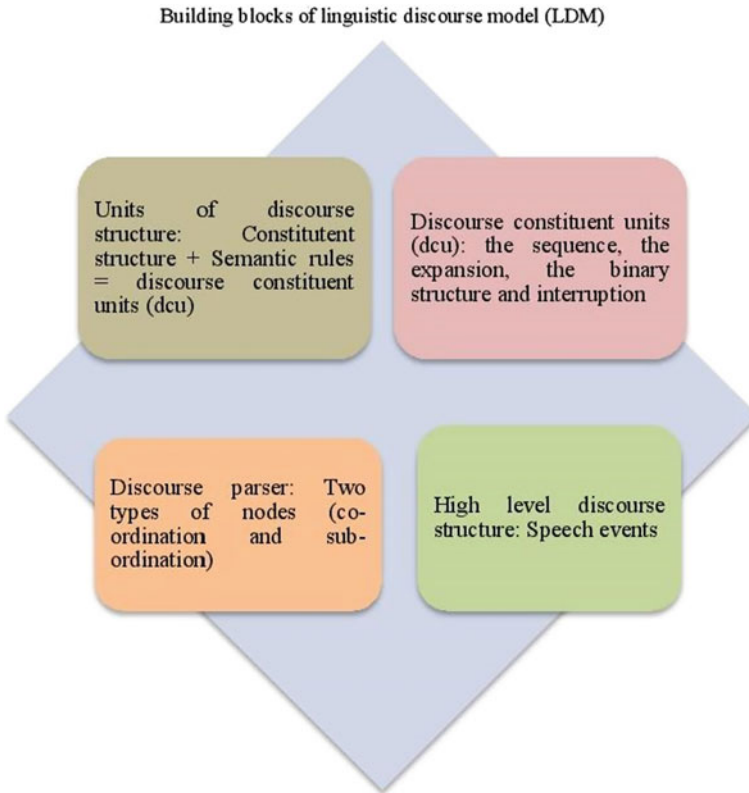 Building blocks of linguistic discourse model (LDM)
Units of discourse
structure: Constitutent
structure + Semantic rules
= discourse constituent
units (dcu)
Discourse constituent units
(dcu): the sequence, the
expansion, the binary
structure and interruption
Discourse parser: Two
types of nodes (co-
ordination and sub-
ordination)
High level discourse
structure: Speech events